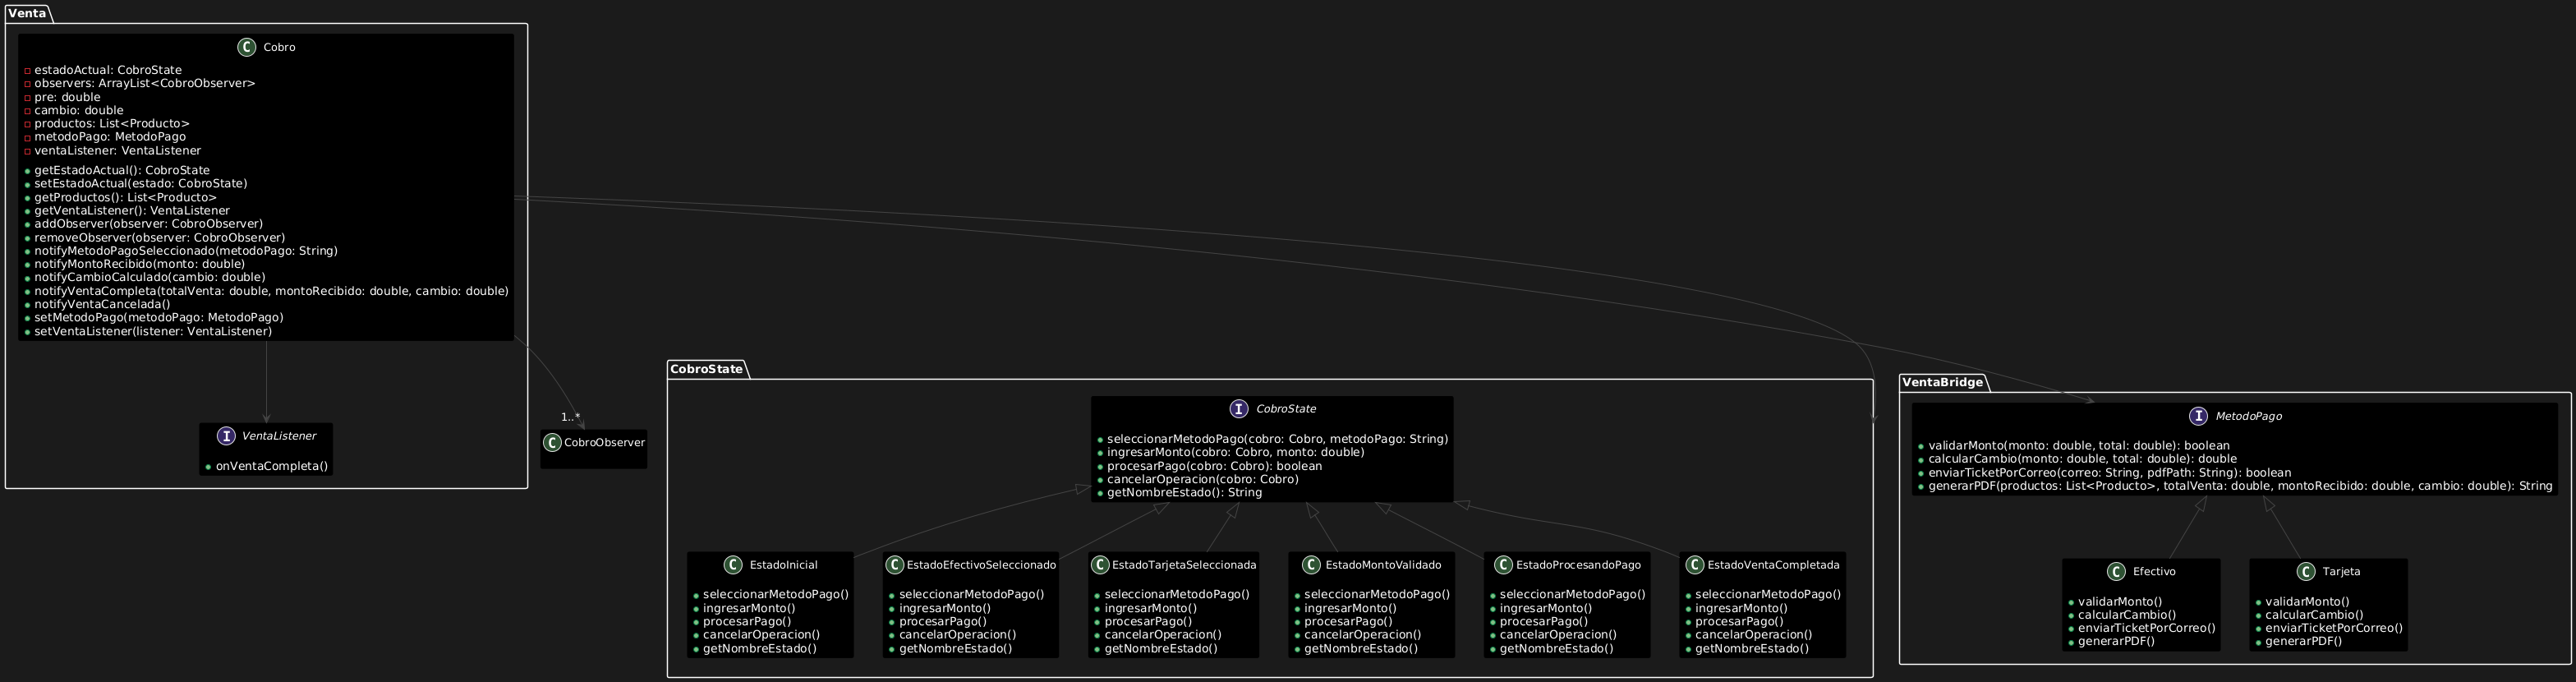 Venta
C Cobro
estadoActual: CobroState
observers: ArrayList<CobroObserver>
pre: double
cambio: double
productos: List<Producto>
metodoPago: MetodoPago
ventaListener: VentaListener
getEstadoActual(): CobroState
setEstadoActual(estado: CobroState)
getProductos(): List<Producto>
getVentaListener(): VentaListener
addObserver(observer: CobroObserver)
removeObserver(observer: CobroObserver)
notifyMetodoPagoSeleccionado(metodoPago: String)
notifyMontoRecibido(monto: double)
notifyCambioCalculado(cambio: double)
notifyVentaCompleta(totalVenta: double, montoRecibido: double, cambio: double)
notifyVentaCancelada()
setMetodoPago(metodoPago: MetodoPago)
setVentaListener(listener: VentaListener)
I VentaListener
onVentaCompleta()
1..*
C CobroObserver
CobroState
I CobroState
seleccionarMetodoPago(cobro: Cobro, metodoPago: String)
ingresarMonto(cobro: Cobro, monto: double)
procesarPago(cobro: Cobro): boolean
cancelarOperacion(cobro: Cobro)
getNombreEstado(): String
C EstadoInicial
seleccionarMetodoPago()
ingresarMonto()
procesarPago()
cancelarOperacion()
getNombreEstado()
C EstadoEfectivoSeleccionado
seleccionarMetodoPago()
ingresarMonto()
procesarPago()
cancelarOperacion()
getNombreEstado()
C EstadoTarjetaSeleccionada
seleccionarMetodoPago()
ingresarMonto()
procesarPago()
cancelarOperacion()
getNombreEstado()
C EstadoMontoValidado
seleccionarMetodoPago()
ingresarMonto()
procesarPago()
cancelarOperacion()
getNombreEstado()
C EstadoProcesandoPago
seleccionarMetodoPago()
ingresarMonto()
procesarPago()
cancelarOperacion()
getNombreEstado()
C EstadoVentaCompletada
seleccionarMetodoPago()
ingresarMonto()
procesarPago()
cancelarOperacion()
getNombreEstado()
VentaBridge
I MetodoPago
validarMonto(monto: double, total: double): boolean
calcularCambio(monto: double, total: double): double
enviarTicketPorCorreo(correo: String, pdfPath: String): boolean
generarPDF(productos: List<Producto>, totalVenta: double, montoRecibido: double, cambio: double): String
C Efectivo
validarMonto()
calcularCambio()
enviarTicketPorCorreo()
generarPDF()
C Tarjeta
validarMonto()
calcularCambio()
enviarTicketPorCorreo()
generarPDF()